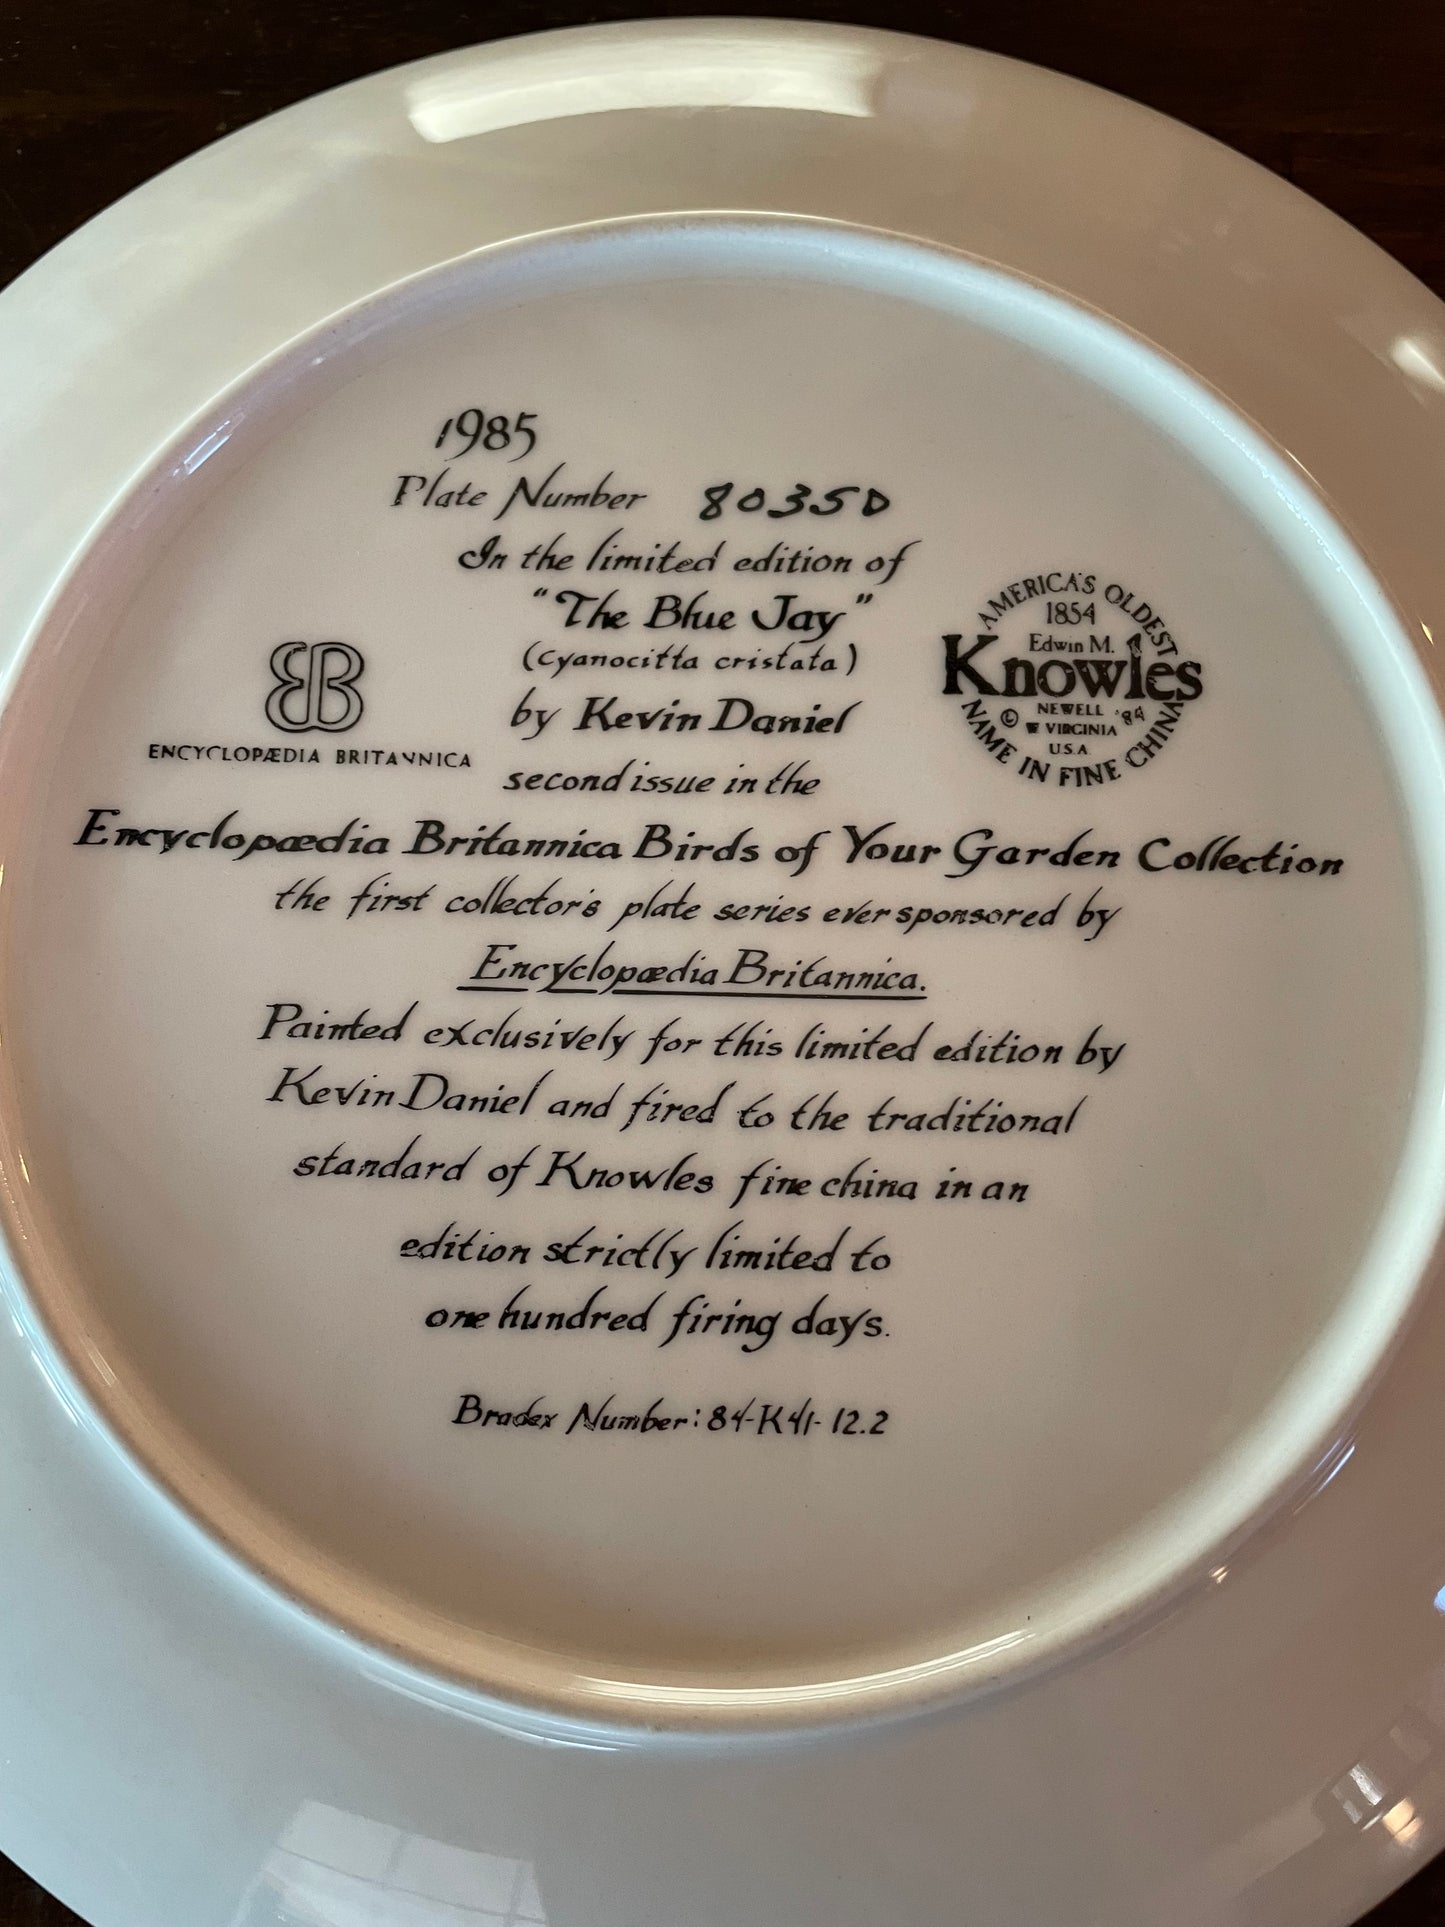 1985
Plate Number 8035D
In the limited edition of
"The Blue Jay"
(Cyanocitta cristata)
by Kevin Daniel
second issue in the
Encyclopædia Britannica Birds of Your Garden Collection
the first collector's plate series ever sponsored by
Encyclopædia Britannica.
Painted exclusively for this limited edition by
Kevin Daniel and fired to the traditional
standard of Knowles fine china in an
edition strictly limited to
one hundred firing days.
Bradex Number: 84-K41-12.2
EB
ENCYCLOPÆDIA BRITANNICA
AMERICA'S OLDEST
1854
Edwin M.
Knowles
© NEWELL '84
W VIRGINIA
U.S.A
NAME IN FINE CHINA